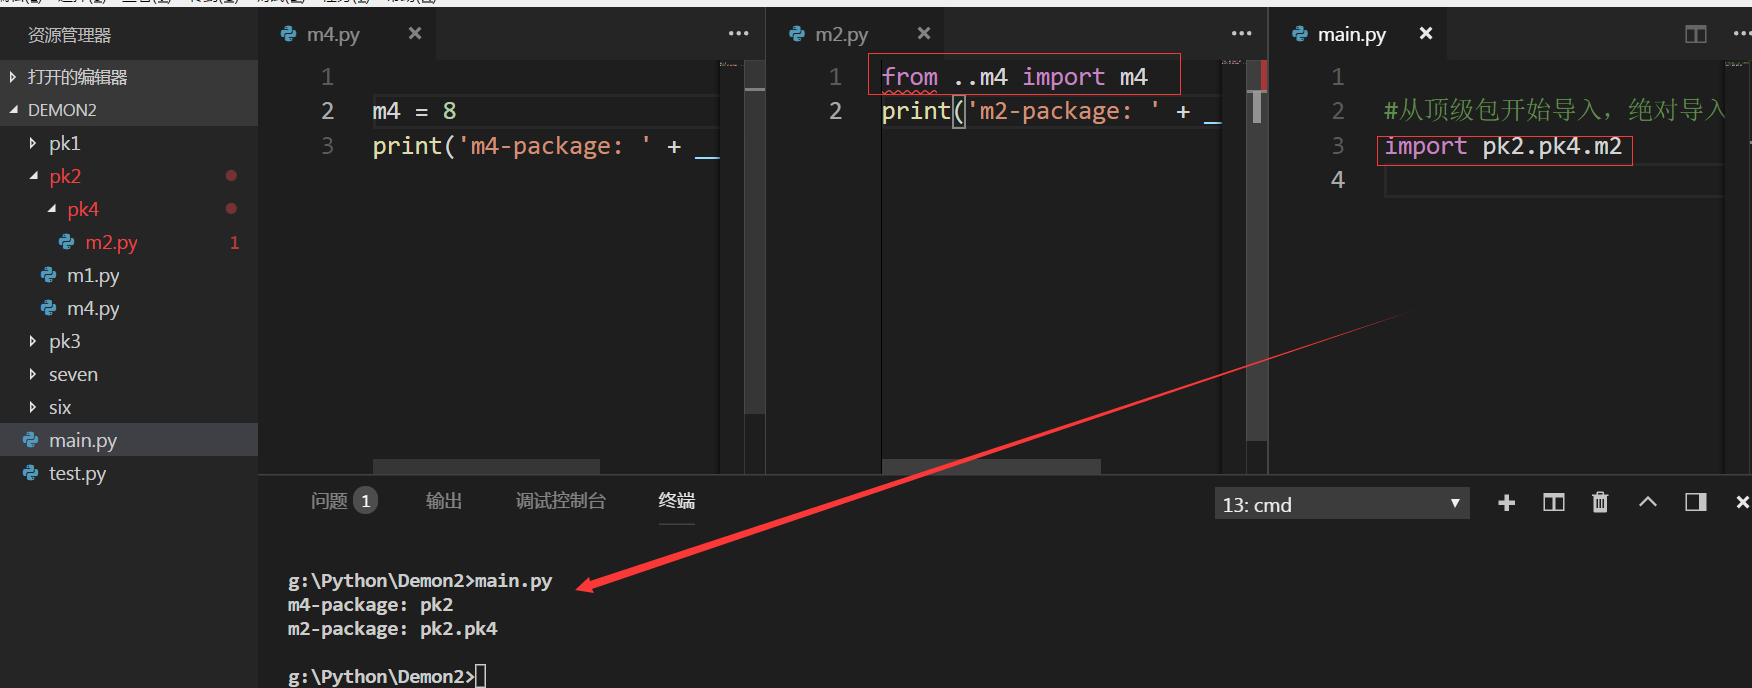 资源管理器
打开的编辑器
DEMON2
pk1
pk2
pk4
m2.py 1
m1.py
m4.py
pk3
seven
six
main.py
test.py
m4.py
1
2 m4 = 8
3 print('m4-package: ' + __
m2.py
1 from ..m4 import m4
2 print('m2-package: ' + _
main.py
1
2 #从顶级包开始导入，绝对导入
3 import pk2.pk4.m2
4
问题 1 输出 调试控制台 终端 13: cmd
g:\Python\Demon2>main.py
m4-package: pk2
m2-package: pk2.pk4
g:\Python\Demon2>